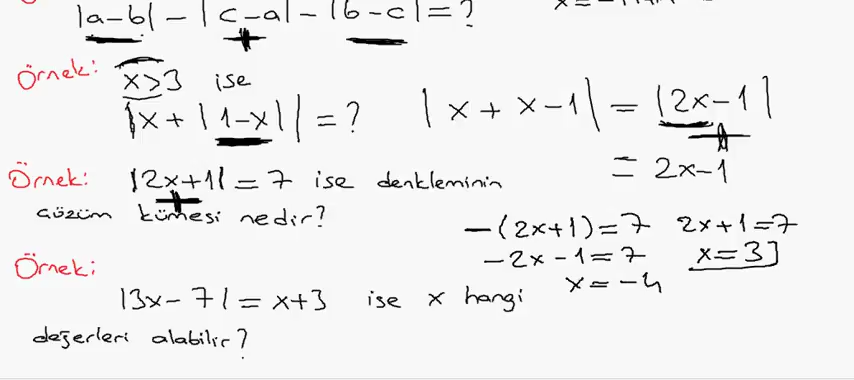 |a-b| - |c-a| - |b-c| = ?
Örnek: x>3 ise
|x + |1-x|| = ? |x + x-1| = |2x-1|
= 2x-1
Örnek: |2x+1| = 7 ise denkleminin
çözüm kümesi nedir?
-(2x+1)=7 2x+1=7
-2x-1=7 x=3
x=-4
Örnek:
|3x-7| = x+3 ise x hangi
değerleri alabilir?